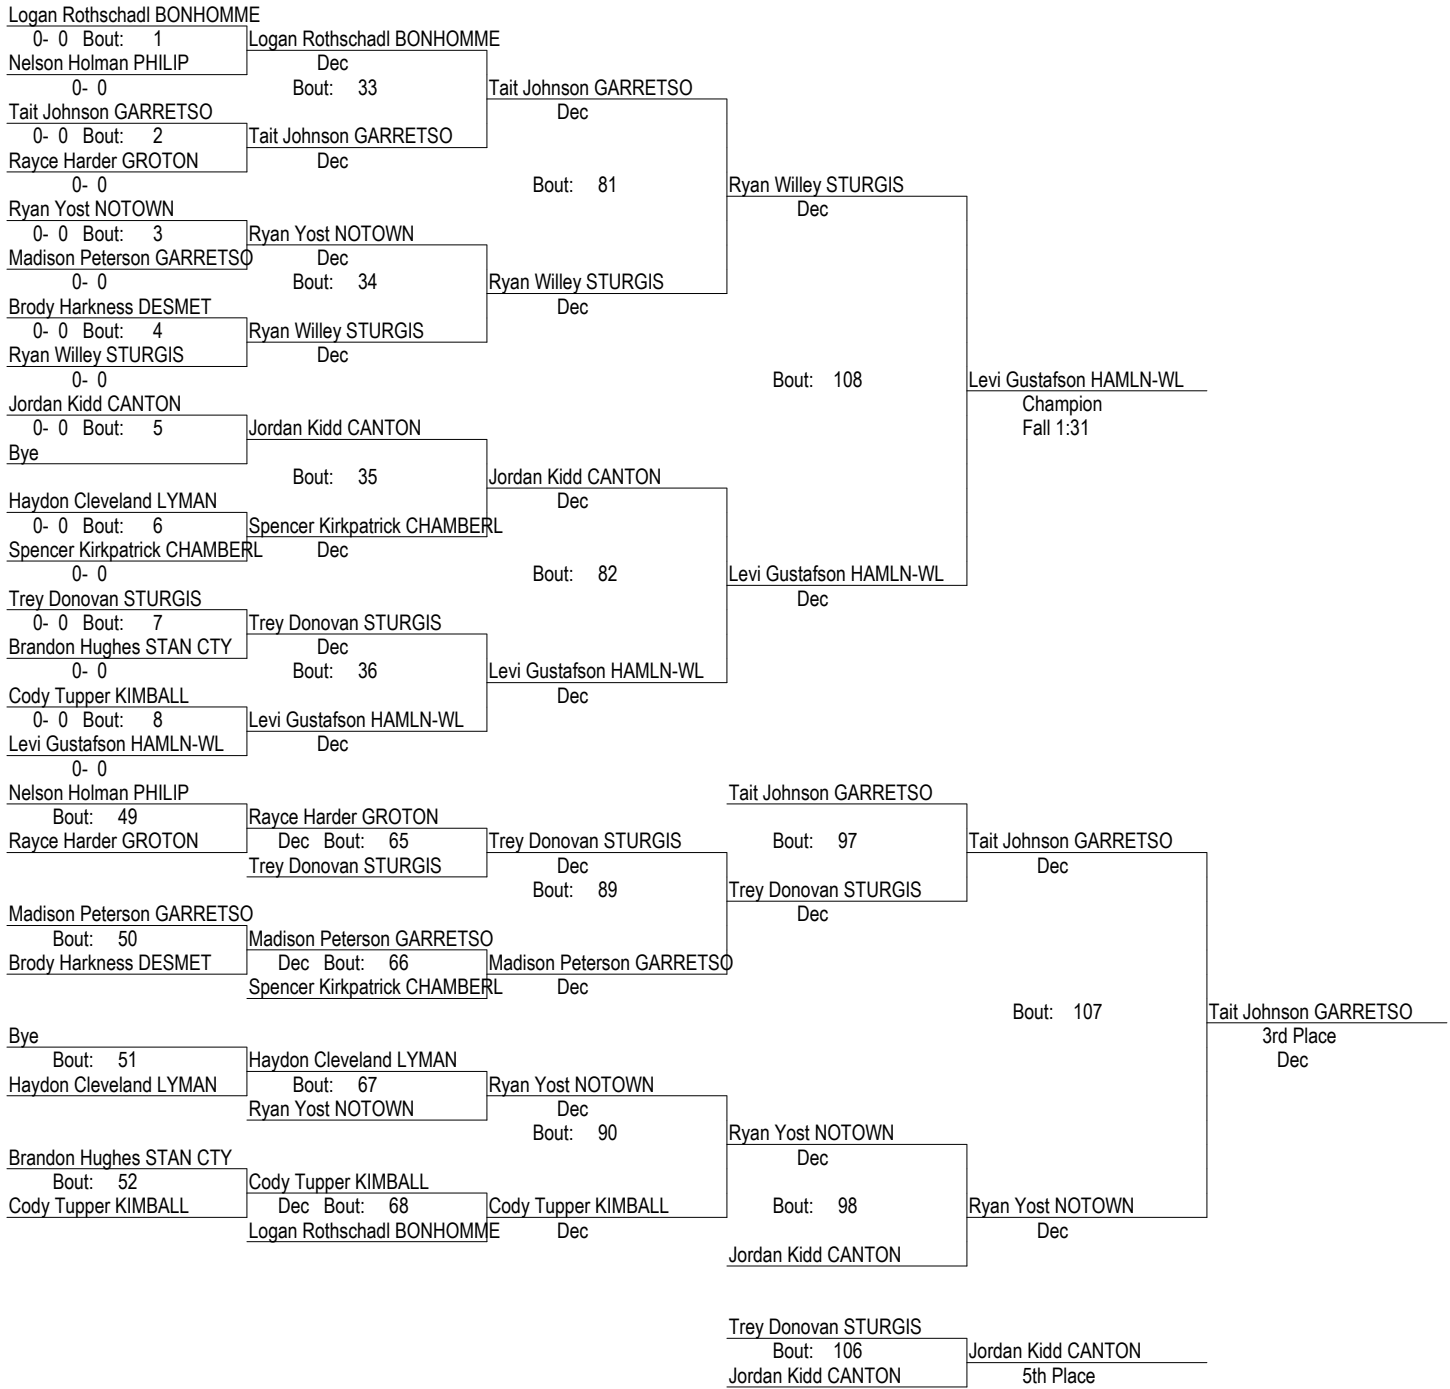 Logan Rothschadl BONHOMME
0- 0 Bout: 1 Logan Rothschadl BONHOMME
Nelson Holman PHILIP Dec
0- 0 Bout: 33 Tait Johnson GARRETSO
Tait Johnson GARRETSO Dec
0- 0 Bout: 2 Tait Johnson GARRETSO
Rayce Harder GROTON Dec
0- 0 Bout: 81 Ryan Willey STURGIS
Ryan Yost NOTOWN Dec
0- 0 Bout: 3 Ryan Yost NOTOWN
Madison Peterson GARRETSO Dec
0- 0 Bout: 34 Ryan Willey STURGIS
Brody Harkness DESMET Dec
0- 0 Bout: 4 Ryan Willey STURGIS
Ryan Willey STURGIS Dec
0- 0 Bout: 108 Levi Gustafson HAMLN-WL
Jordan Kidd CANTON Champion
0- 0 Bout: 5 Jordan Kidd CANTON Fall 1:31
Bye
Bout: 35 Jordan Kidd CANTON
Haydon Cleveland LYMAN Dec
0- 0 Bout: 6 Spencer Kirkpatrick CHAMBERL
Spencer Kirkpatrick CHAMBERL Dec
0- 0 Bout: 82 Levi Gustafson HAMLN-WL
Trey Donovan STURGIS Dec
0- 0 Bout: 7 Trey Donovan STURGIS
Brandon Hughes STAN CTY Dec
0- 0 Bout: 36 Levi Gustafson HAMLN-WL
Cody Tupper KIMBALL Dec
0- 0 Bout: 8 Levi Gustafson HAMLN-WL
Levi Gustafson HAMLN-WL Dec
0- 0
Nelson Holman PHILIP Tait Johnson GARRETSO
Bout: 49 Rayce Harder GROTON
Rayce Harder GROTON Dec Bout: 65 Trey Donovan STURGIS Bout: 97 Tait Johnson GARRETSO
Trey Donovan STURGIS Dec Dec
Bout: 89 Trey Donovan STURGIS
Madison Peterson GARRETSO Dec
Bout: 50 Madison Peterson GARRETSO
Brody Harkness DESMET Dec Bout: 66 Madison Peterson GARRETSO
Spencer Kirkpatrick CHAMBERL Dec
Bout: 107 Tait Johnson GARRETSO
Bye 3rd Place
Bout: 51 Haydon Cleveland LYMAN Dec
Haydon Cleveland LYMAN Bout: 67 Ryan Yost NOTOWN
Ryan Yost NOTOWN Dec
Bout: 90 Ryan Yost NOTOWN
Brandon Hughes STAN CTY Dec
Bout: 52 Cody Tupper KIMBALL
Cody Tupper KIMBALL Dec Bout: 68 Cody Tupper KIMBALL Bout: 98 Ryan Yost NOTOWN
Logan Rothschadl BONHOMME Dec Dec
Jordan Kidd CANTON
Trey Donovan STURGIS
Bout: 106 Jordan Kidd CANTON
Jordan Kidd CANTON 5th Place